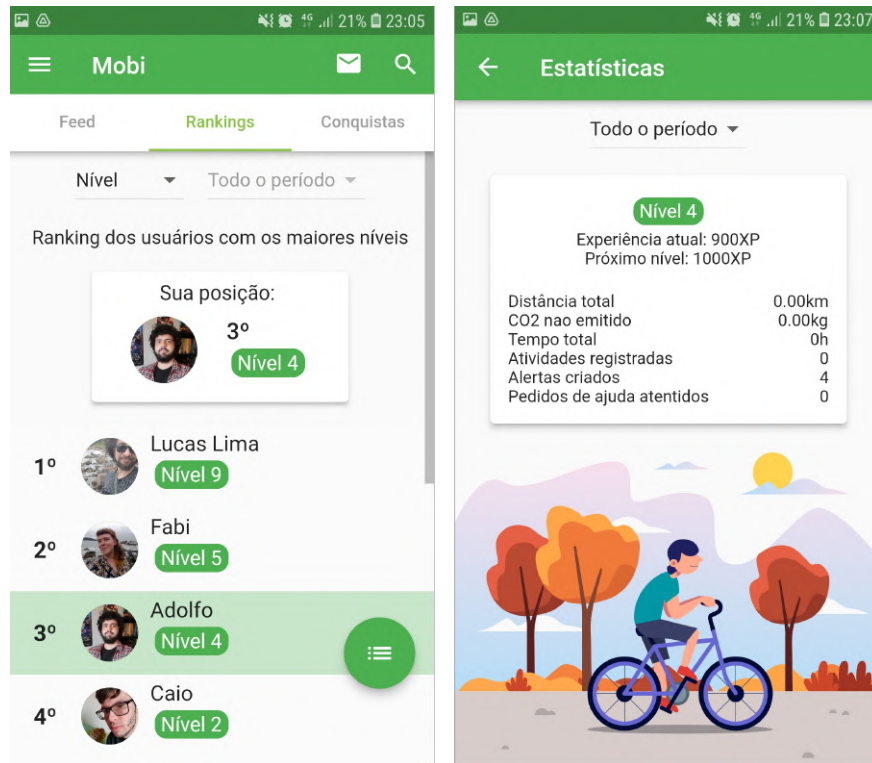 4G 21% 23:05
Mobi
Feed Rankings Conquistas
Nível Todo o período
Ranking dos usuários com os maiores níveis
Sua posição:
3º
Nível 4
Lucas Lima
1º
Nível 9
Fabi
2º
Nível 5
Adolfo
3º
Nível 4
Caio
4º
Nível 2
4G 21% 23:07
Estatísticas
Todo o período
Nível 4
Experiência atual: 900XP
Próximo nível: 1000XP
Distância total 0.00km
CO2 nao emitido 0.00kg
Tempo total 0h
Atividades registradas 0
Alertas criados 4
Pedidos de ajuda atentidos 0